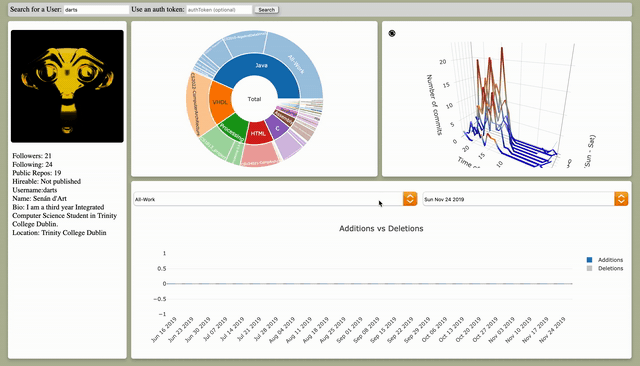 Search for a User: darts Use an auth token: authToken (optional) Search
Followers: 21
Following: 24
Public Repos: 19
Hireable: Not published
Username:darts
Name: Senán d'Art
Bio: I am a third year Integrated
Computer Science Student in Trinity
College Dublin.
Location: Trinity College Dublin
All-Work
Java
VHDL
Total
Processing
HTML
C
Number of commits
20
15
10
5
0
20
15
10
Time
Sun - Sat)
All-Work
Sun Nov 24 2019
Additions vs Deletions
1
0.5
0
−0.5
−1
Additions
Deletions
Jun 16 2019
Jun 23 2019
Jun 30 2019
Jul 07 2019
Jul 14 2019
Jul 21 2019
Jul 28 2019
Aug 04 2019
Aug 11 2019
Aug 18 2019
Aug 25 2019
Sep 01 2019
Sep 08 2019
Sep 15 2019
Sep 22 2019
Sep 29 2019
Oct 06 2019
Oct 13 2019
Oct 20 2019
Oct 27 2019
Nov 03 2019
Nov 10 2019
Nov 17 2019
Nov 24 2019